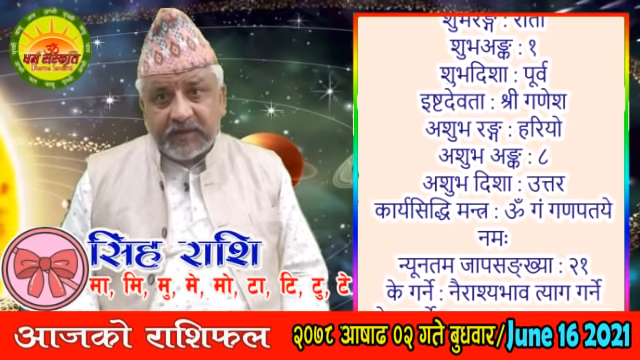 धर्म संस्कृति
Dharma Sanskriti
शुभरङ्ग : राता
शुभअङ्क : १
शुभदिशा : पूर्व
इष्टदेवता : श्री गणेश
अशुभ रङ्ग : हरियो
अशुभ अङ्क : ८
अशुभ दिशा : उत्तर
कार्यसिद्धि मन्त्र : ॐ गं गणपतये
नमः
न्यूनतम जापसङ्ख्या : २१
के गर्ने : नैराश्यभाव त्याग गर्ने
सिंह राशि
मा, मि, मु, मे, मो, टा, टि, टु, टे
आजको राशिफल
२०७८ आषाढ ०२ गते बुधवार/June 16 2021